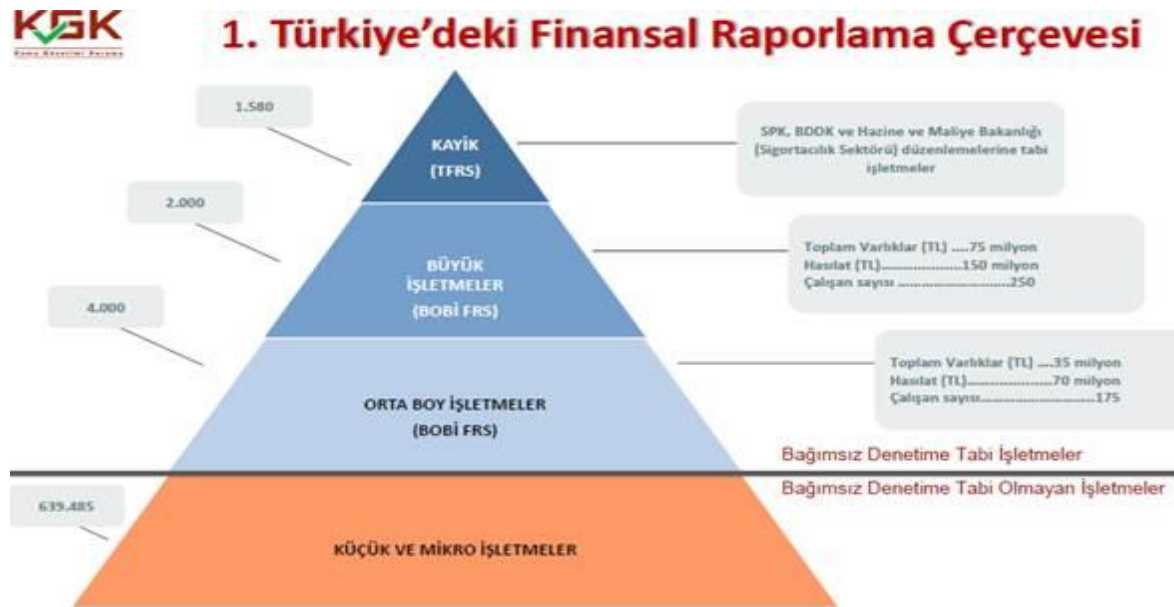 KGK
Kamu Gözetimi Kurumu
1. Türkiye’deki Finansal Raporlama Çerçevesi
1.580
KAYİK
(TFRS)
SPK, BDDK ve Hazine ve Maliye Bakanlığı
(Sigortacılık Sektörü) düzenlemelerine tabi
işletmeler
2.000
BÜYÜK
İŞLETMELER
(BOBİ FRS)
Toplam Varlıklar (TL) .....75 milyon
Hasılat (TL).....................150 milyon
Çalışan sayısı .............................250
4.000
ORTA BOY İŞLETMELER
(BOBİ FRS)
Toplam Varlıklar (TL) ....35 milyon
Hasılat (TL)......................70 milyon
Çalışan sayısı..............................175
Bağımsız Denetime Tabi İşletmeler
Bağımsız Denetime Tabi Olmayan İşletmeler
639.485
KÜÇÜK VE MİKRO İŞLETMELER